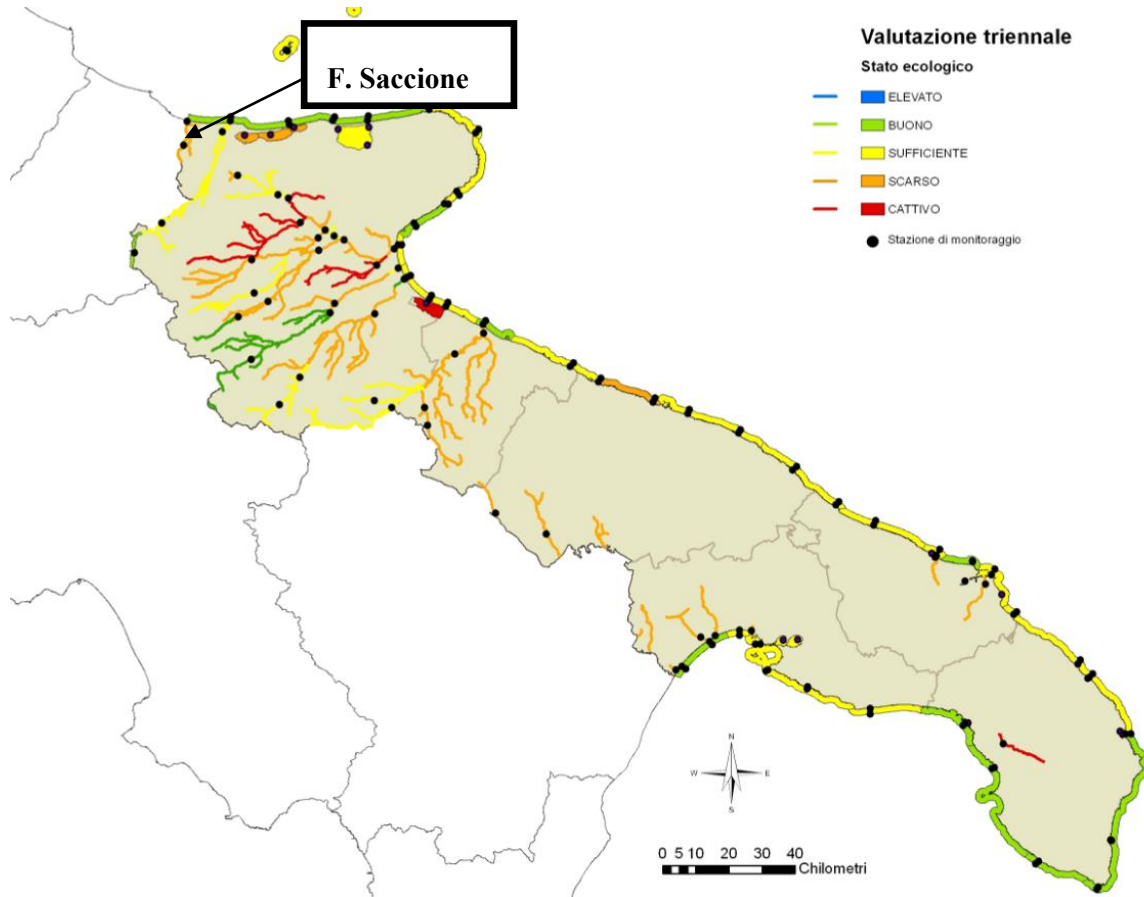 F. Saccione
Valutazione triennale
Stato ecologico
ELEVATO
BUONO
SUFFICIENTE
SCARSO
CATTIVO
Stazione di monitoraggio
N
W E
S
0 5 10 20 30 40
Chilometri